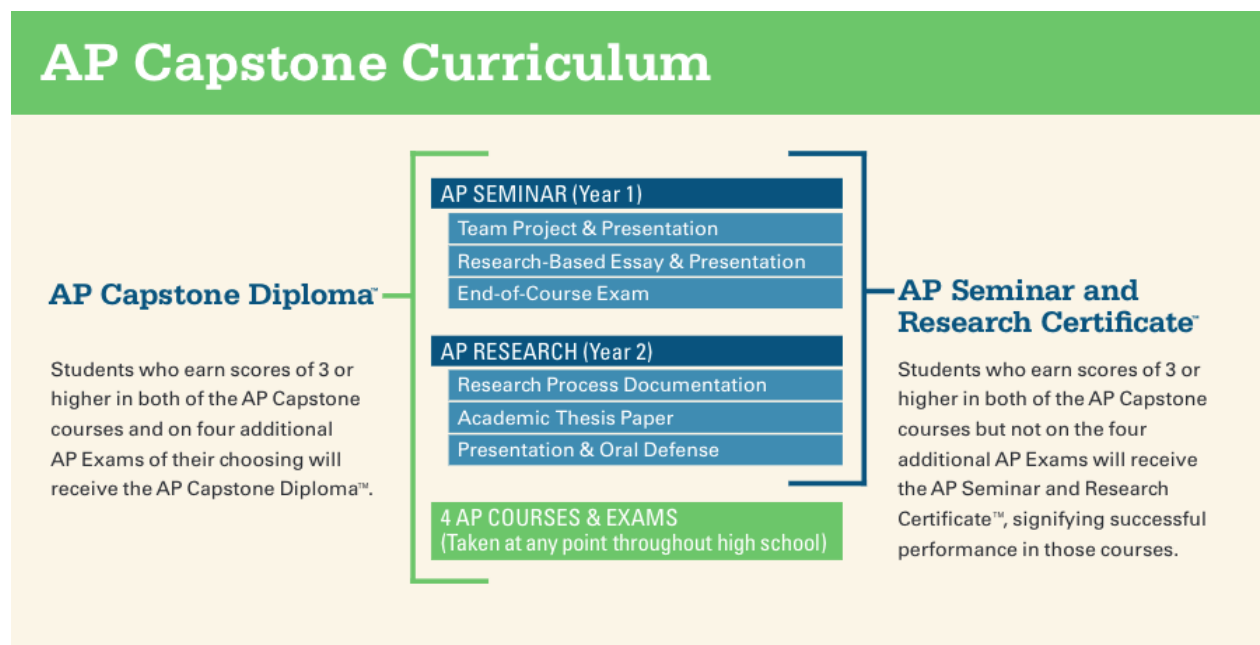 AP Capstone Curriculum
AP Capstone Diploma™
Students who earn scores of 3 or
higher in both of the AP Capstone
courses and on four additional
AP Exams of their choosing will
receive the AP Capstone Diploma™.
AP SEMINAR (Year 1)
Team Project & Presentation
Research-Based Essay & Presentation
End-of-Course Exam
AP RESEARCH (Year 2)
Research Process Documentation
Academic Thesis Paper
Presentation & Oral Defense
4 AP COURSES & EXAMS
(Taken at any point throughout high school)
AP Seminar and
Research Certificate™
Students who earn scores of 3 or
higher in both of the AP Capstone
courses but not on the four
additional AP Exams will receive
the AP Seminar and Research
Certificate™, signifying successful
performance in those courses.